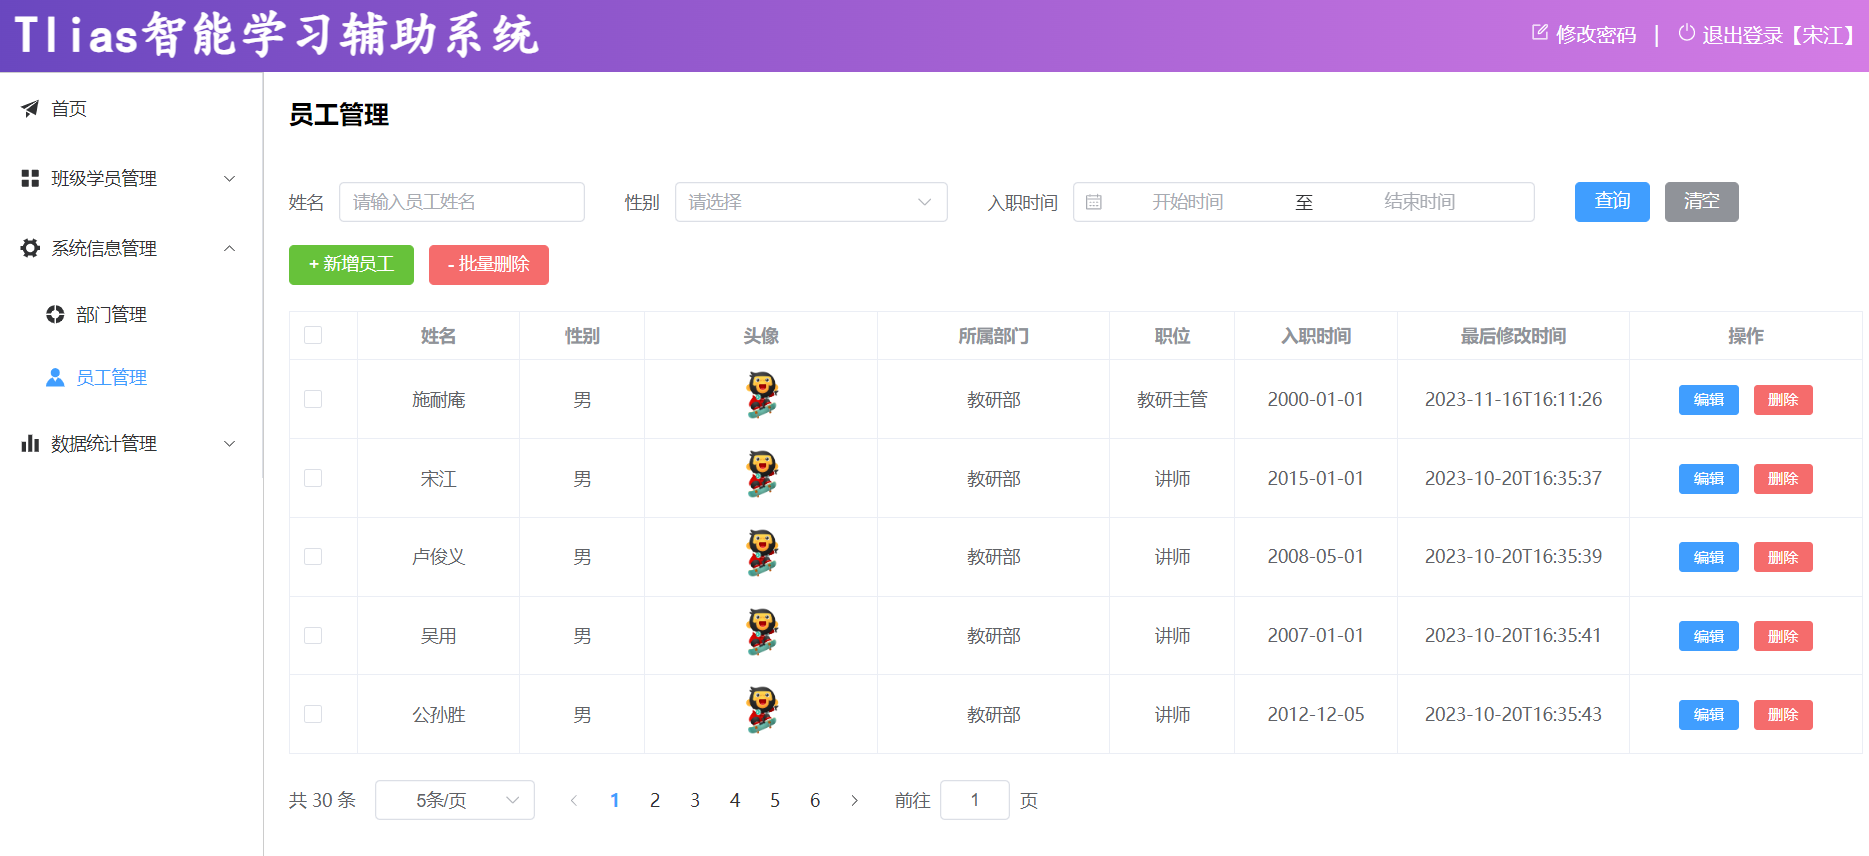 Tlias智能学习辅助系统
修改密码 | 退出登录【宋江】
首页
班级学员管理
系统信息管理
部门管理
员工管理
数据统计管理
员工管理
姓名 请输入员工姓名 性别 请选择 入职时间 开始时间 至 结束时间 查询 清空
+ 新增员工 - 批量删除
姓名 性别 头像 所属部门 职位 入职时间 最后修改时间 操作
施耐庵 男 教研部 教研主管 2000-01-01 2023-11-16T16:11:26 编辑 删除
宋江 男 教研部 讲师 2015-01-01 2023-10-20T16:35:37 编辑 删除
卢俊义 男 教研部 讲师 2008-05-01 2023-10-20T16:35:39 编辑 删除
吴用 男 教研部 讲师 2007-01-01 2023-10-20T16:35:41 编辑 删除
公孙胜 男 教研部 讲师 2012-12-05 2023-10-20T16:35:43 编辑 删除
共 30 条 5条/页 1 2 3 4 5 6 前往 1 页